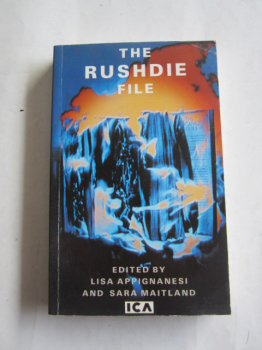 THE
RUSHDIE
FILE
EDITED BY
LISA APPIGNANESI
AND SARA MAITLAND
ICA